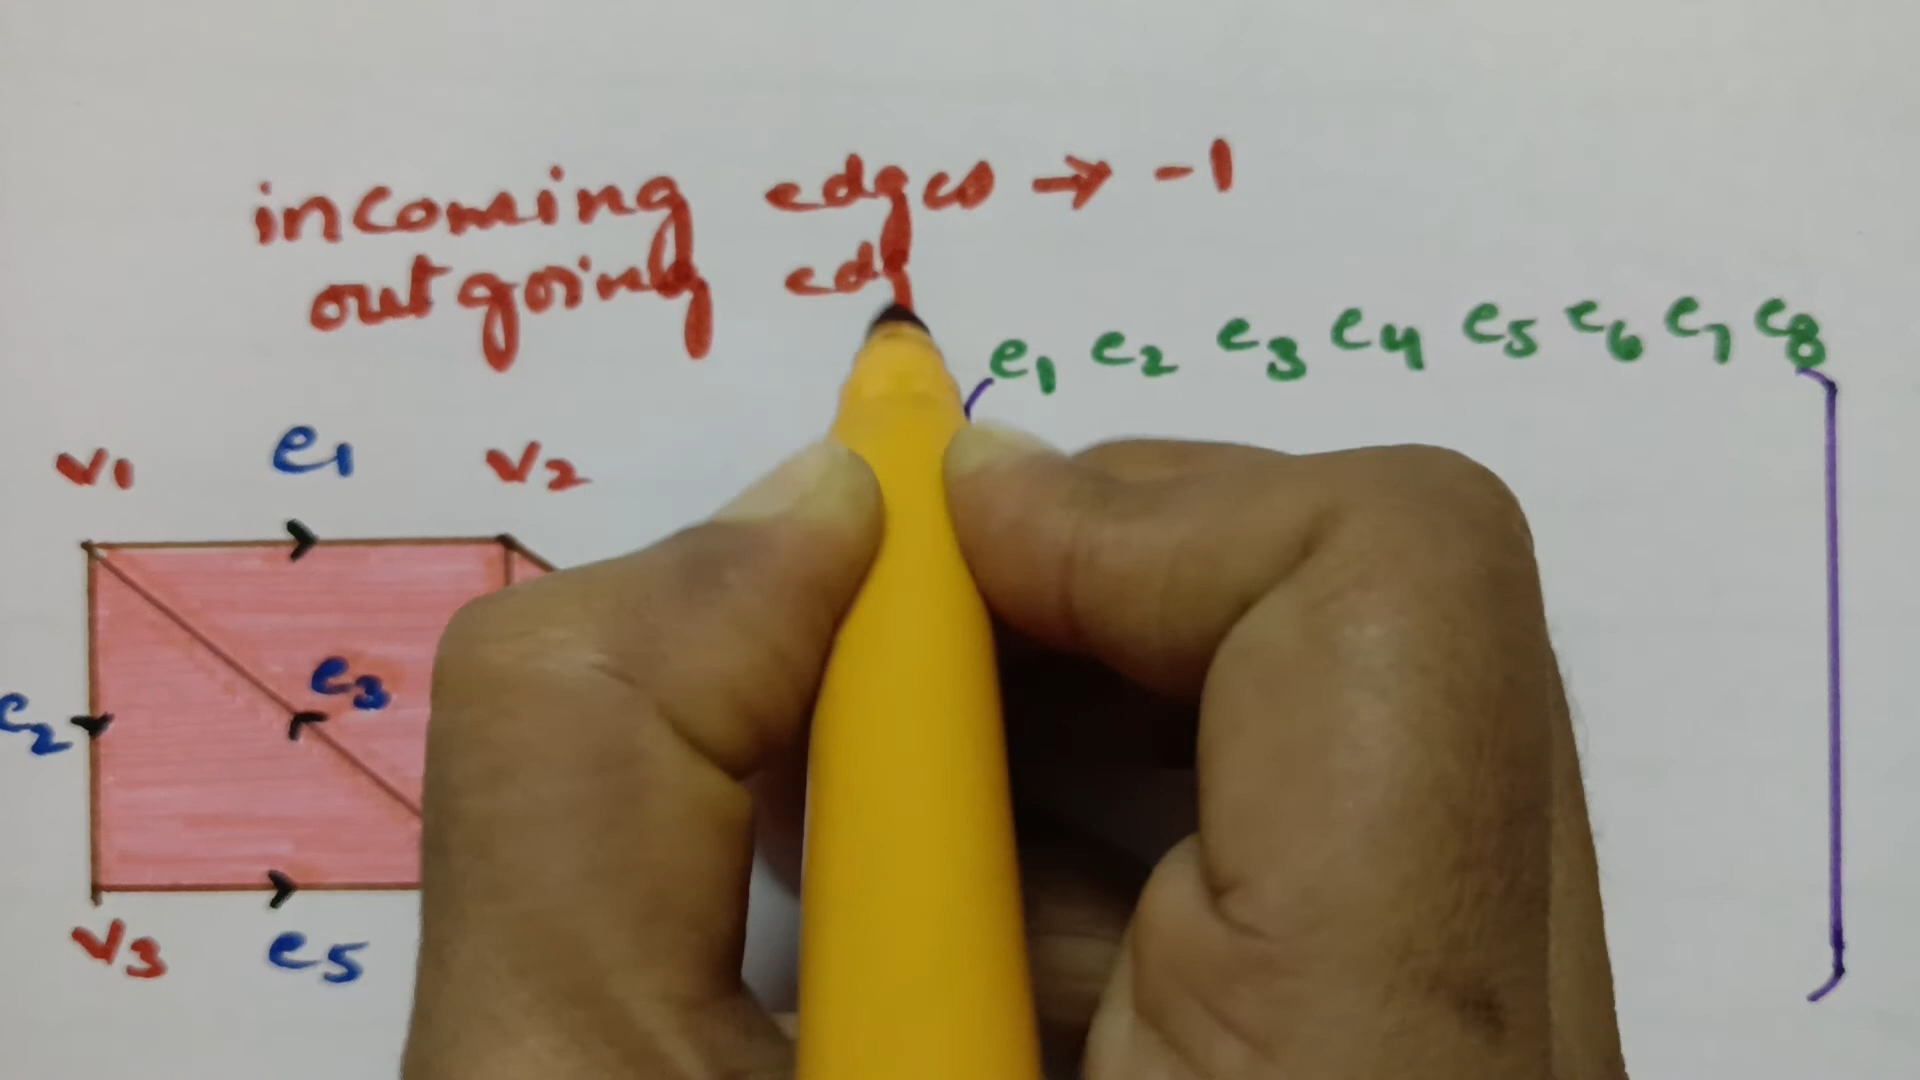 incoming edges → -1
outgoing edg
e1 e2 e3 e4 e5 e6 e7 e8
v1 e1 v2
e3
e2
v3 e5